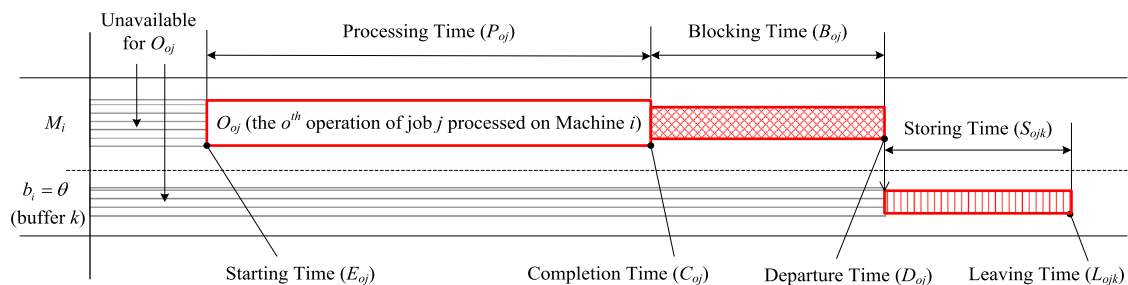 Unavailable
for Ooj
Processing Time (Poj)
Blocking Time (Boj)
Mi
Ooj (the oth operation of job j processed on Machine i)
Storing Time (Sojk)
bi = θ
(buffer k)
Starting Time (Eoj)
Completion Time (Coj)
Departure Time (Doj)
Leaving Time (Lojk)